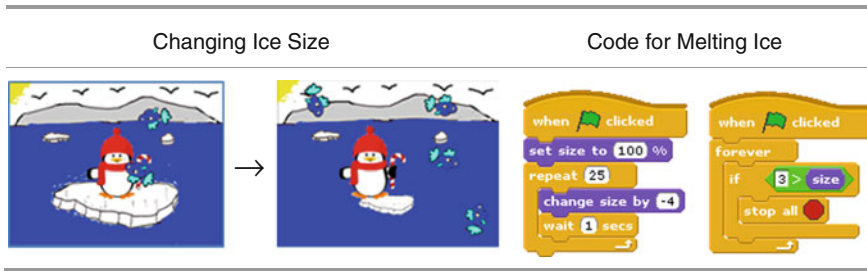 Changing Ice Size
Code for Melting Ice
→
when clicked
set size to 100 %
repeat 25
change size by -4
wait 1 secs
when clicked
forever
if 3 > size
stop all